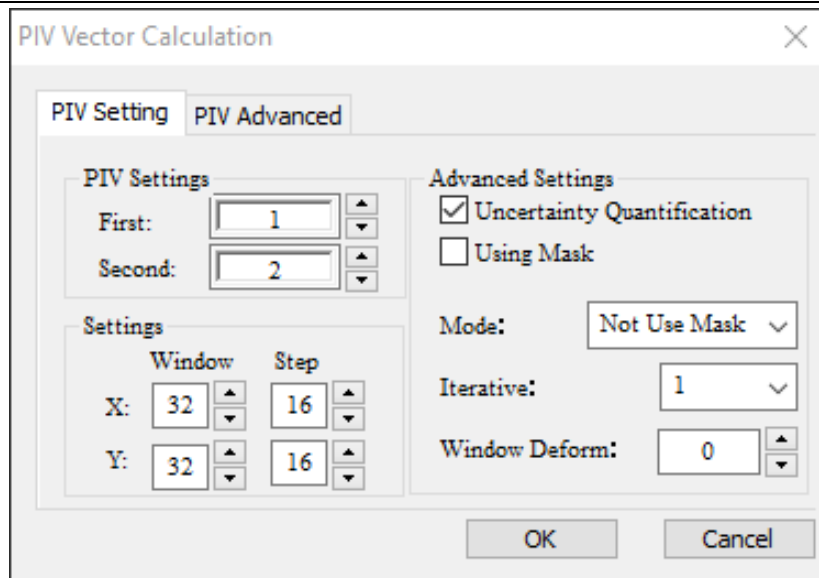 PIV Vector Calculation
PIV Setting PIV Advanced
PIV Settings
First: 1
Second: 2
Settings
Window Step
X: 32 16
Y: 32 16
Advanced Settings
Uncertainty Quantification
Using Mask
Mode: Not Use Mask
Iterative: 1
Window Deform: 0
OK Cancel